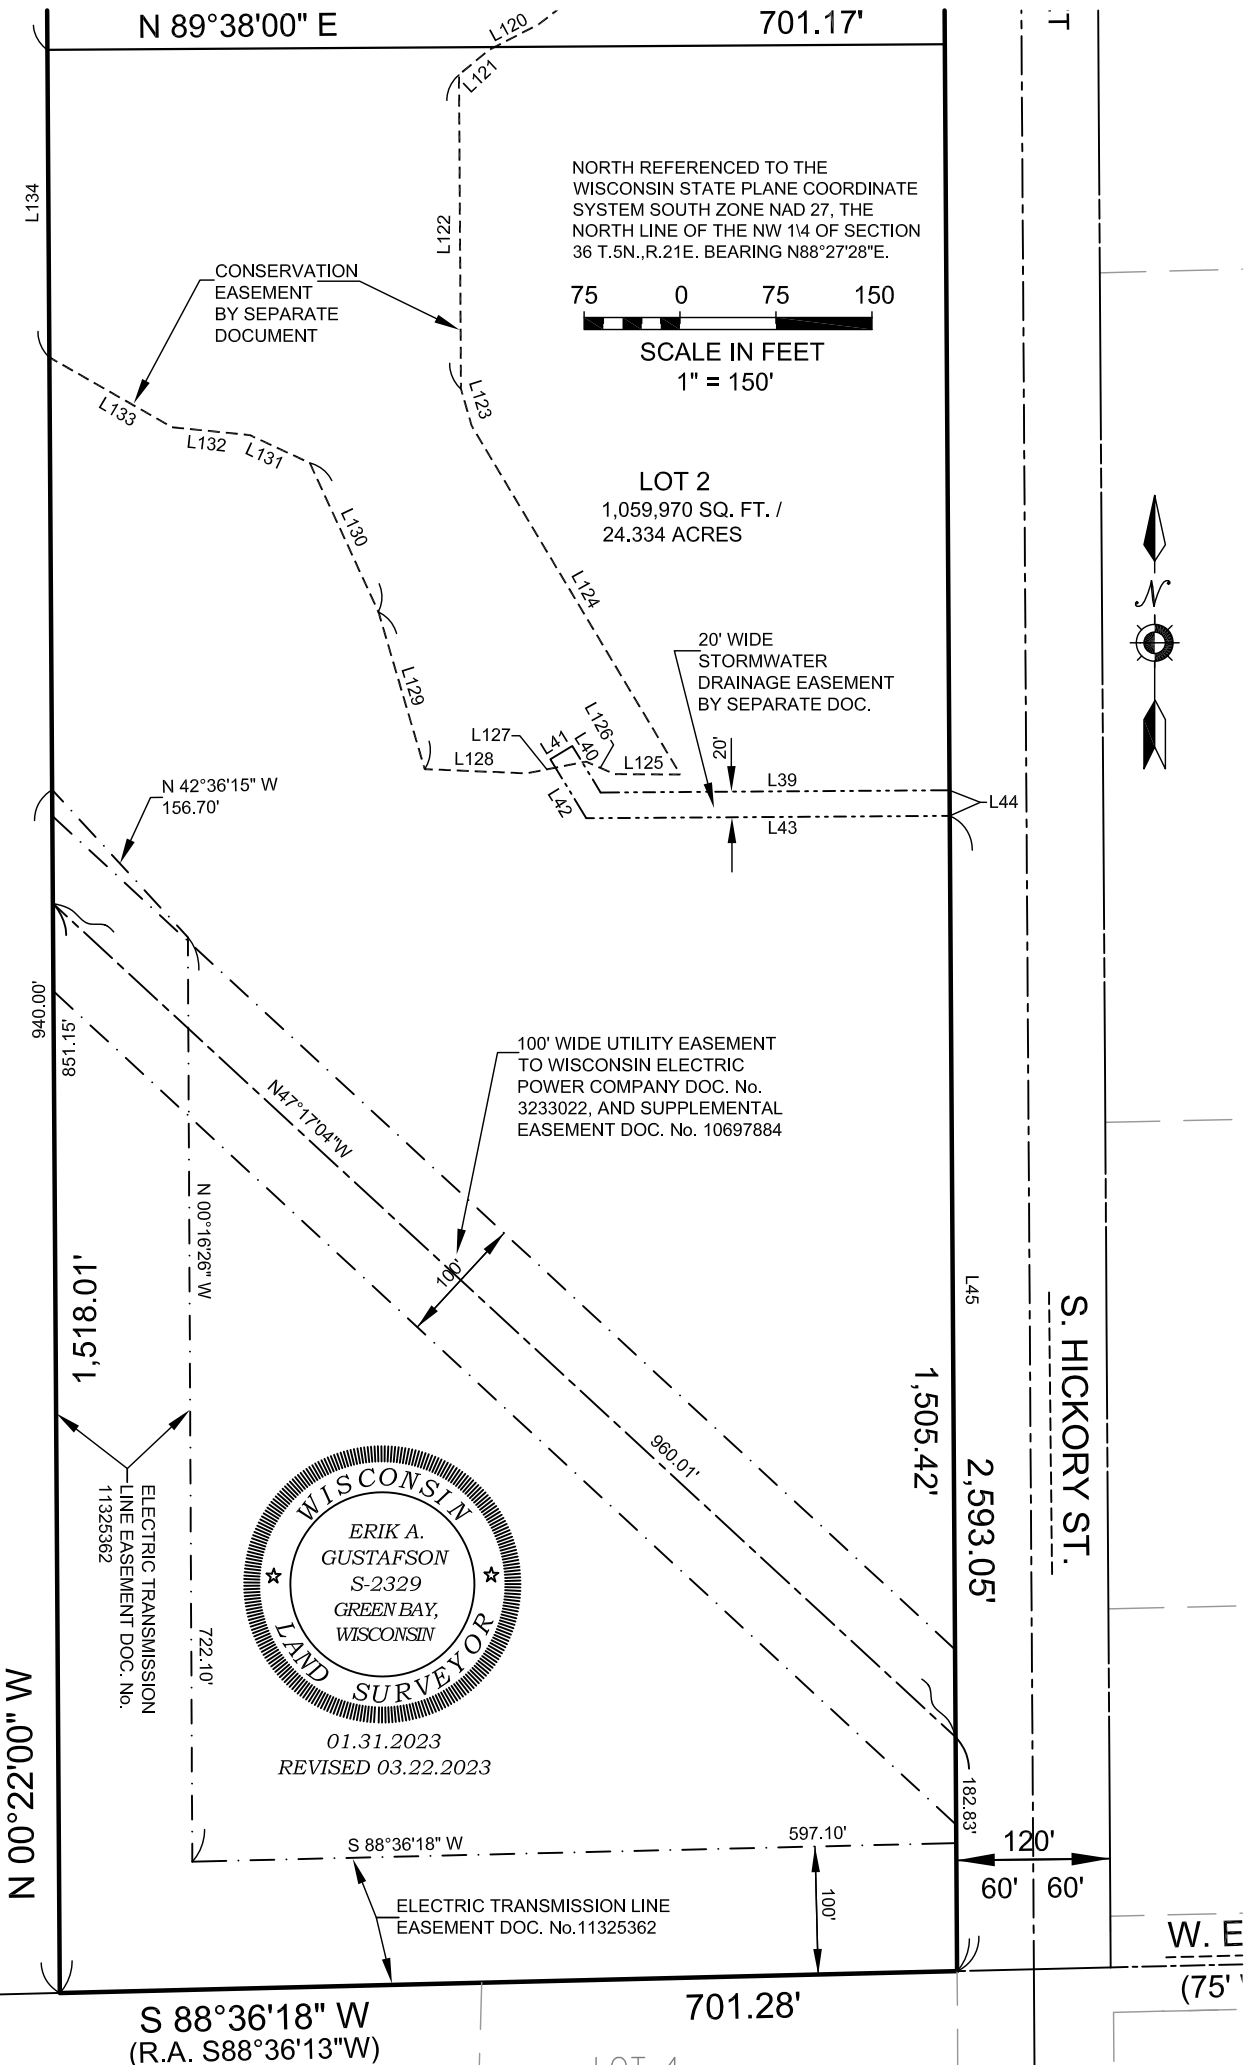 N 89°38'00" E
701.17'
L120
L121
L134
L122
NORTH REFERENCED TO THE
WISCONSIN STATE PLANE COORDINATE
SYSTEM SOUTH ZONE NAD 27, THE
NORTH LINE OF THE NW 1\4 OF SECTION
36 T.5N.,R.21E. BEARING N88°27'28"E.
CONSERVATION
EASEMENT
BY SEPARATE
DOCUMENT
75 0 75 150
SCALE IN FEET
1" = 150'
L123
L133
L132
L131
LOT 2
1,059,970 SQ. FT. /
24.334 ACRES
L130
L124
N
20' WIDE
STORMWATER
DRAINAGE EASEMENT
BY SEPARATE DOC.
L129
L126
L127
L41
L40
L128
L125
20'
L39
L42
L43
L44
N 42°36'15" W
156.70'
940.00'
851.15'
100' WIDE UTILITY EASEMENT
TO WISCONSIN ELECTRIC
POWER COMPANY DOC. No.
3233022, AND SUPPLEMENTAL
EASEMENT DOC. No. 10697884
N47°17'04"W
N 00°16'26" W
100'
L45
1,518.01'
S. HICKORY ST.
1,505.42'
2,593.05'
960.01'
ELECTRIC TRANSMISSION
LINE EASEMENT DOC. No.
11325362
WISCONSIN
ERIK A.
GUSTAFSON
S-2329
GREEN BAY,
WISCONSIN
LAND SURVEYOR
01.31.2023
REVISED 03.22.2023
722.10'
N 00°22'00" W
182.83'
S 88°36'18" W
597.10'
120'
60' 60'
100'
ELECTRIC TRANSMISSION LINE
EASEMENT DOC. No.11325362
W. E
(75'
S 88°36'18" W
701.28'
(R.A. S88°36'13"W)
LOT 4